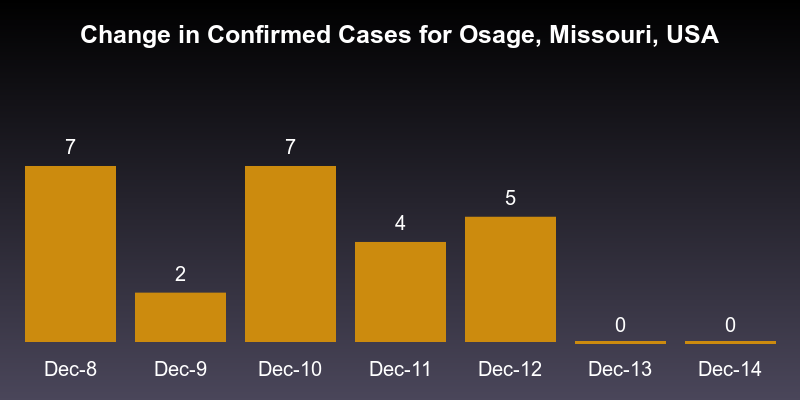 Change in Confirmed Cases for Osage, Missouri, USA
7
2
7
4
5
0
0
Dec-8
Dec-9
Dec-10
Dec-11
Dec-12
Dec-13
Dec-14